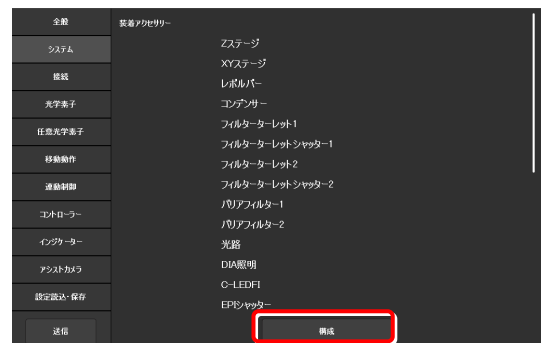 全般
システム
接続
光学素子
任意光学素子
移動動作
連動制御
コントローラー
インジケーター
アシストカメラ
設定読込・保存
送信
装着アクセサリー
Zステージ
XYステージ
レボルバー
コンデンサー
フィルターターレット1
フィルターターレットシャッター1
フィルターターレット2
フィルターターレットシャッター2
バリアフィルター1
バリアフィルター2
光路
DIA照明
C-LEDFI
EPIシャッター
構成